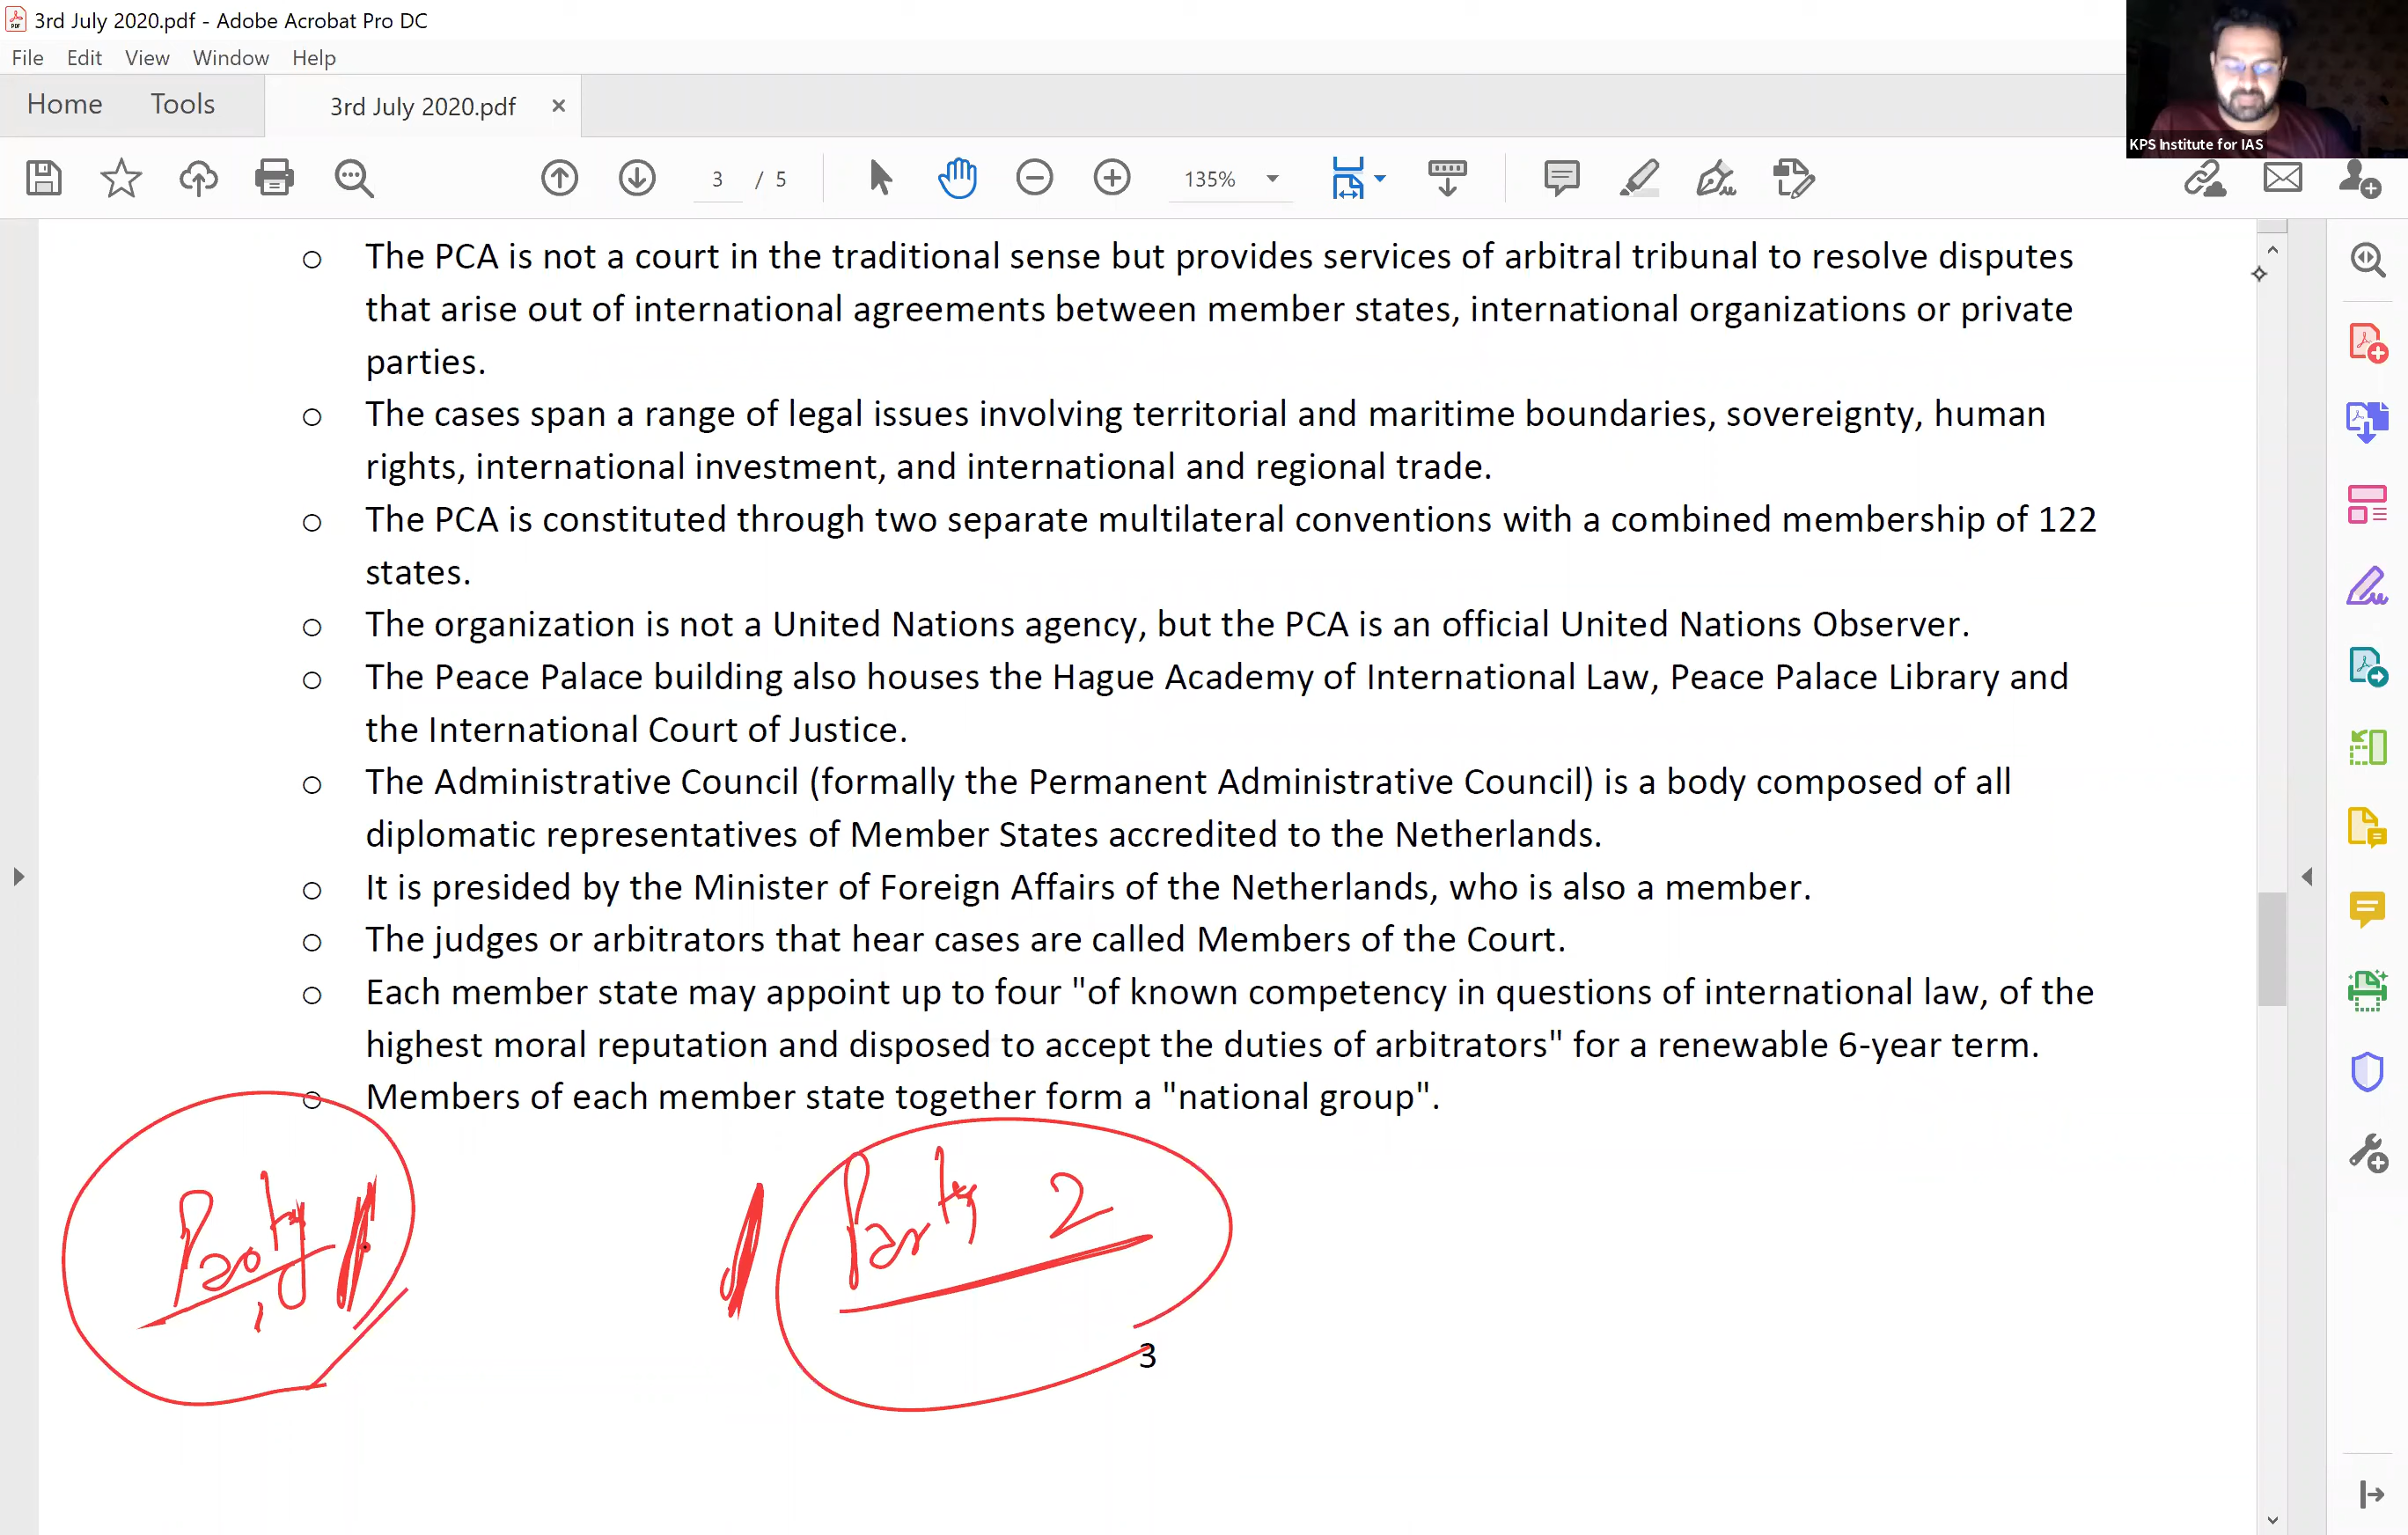 3rd July 2020.pdf - Adobe Acrobat Pro DC
File Edit View Window Help
Home Tools 3rd July 2020.pdf ×
3 / 5 135%
KPS Institute for IAS
○ The PCA is not a court in the traditional sense but provides services of arbitral tribunal to resolve disputes
that arise out of international agreements between member states, international organizations or private
parties.
○ The cases span a range of legal issues involving territorial and maritime boundaries, sovereignty, human
rights, international investment, and international and regional trade.
○ The PCA is constituted through two separate multilateral conventions with a combined membership of 122
states.
○ The organization is not a United Nations agency, but the PCA is an official United Nations Observer.
○ The Peace Palace building also houses the Hague Academy of International Law, Peace Palace Library and
the International Court of Justice.
○ The Administrative Council (formally the Permanent Administrative Council) is a body composed of all
diplomatic representatives of Member States accredited to the Netherlands.
○ It is presided by the Minister of Foreign Affairs of the Netherlands, who is also a member.
○ The judges or arbitrators that hear cases are called Members of the Court.
○ Each member state may appoint up to four "of known competency in questions of international law, of the
highest moral reputation and disposed to accept the duties of arbitrators" for a renewable 6-year term.
○ Members of each member state together form a "national group".
Party
Party 2
3